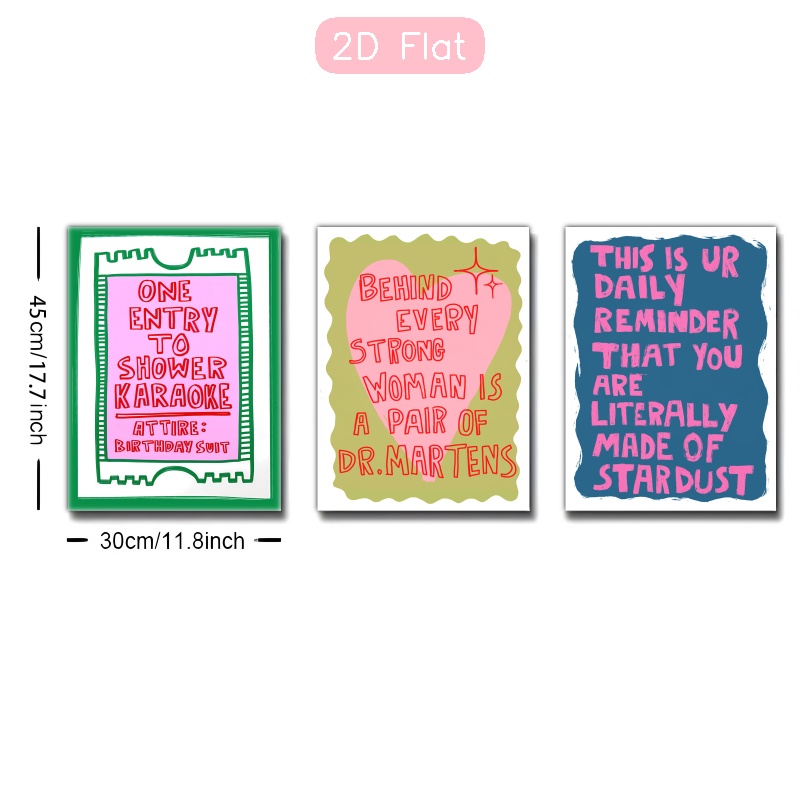 2D Flat
45cm/17.7inch
30cm/11.8inch
ONE
ENTRY
TO
SHOWER
KARAOKE
ATTIRE:
BIRTHDAY SUIT
BEHIND
EVERY
STRONG
WOMAN IS
A PAIR OF
DR.MARTENS
THIS IS UR
DAILY
REMINDER
THAT YOU
ARE
LITERALLY
MADE OF
STARDUST